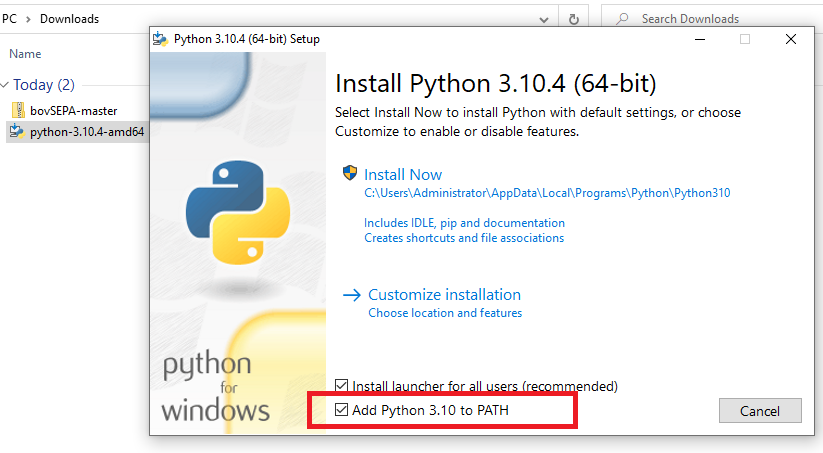 PC > Downloads
Search Downloads
Name
Today (2)
bovSEPA-master
python-3.10.4-amd64
Python 3.10.4 (64-bit) Setup
Install Python 3.10.4 (64-bit)
Select Install Now to install Python with default settings, or choose
Customize to enable or disable features.
Install Now
C:\Users\Administrator\AppData\Local\Programs\Python\Python310
Includes IDLE, pip and documentation
Creates shortcuts and file associations
Customize installation
Choose location and features
python
for
windows
Install launcher for all users (recommended)
Add Python 3.10 to PATH
Cancel